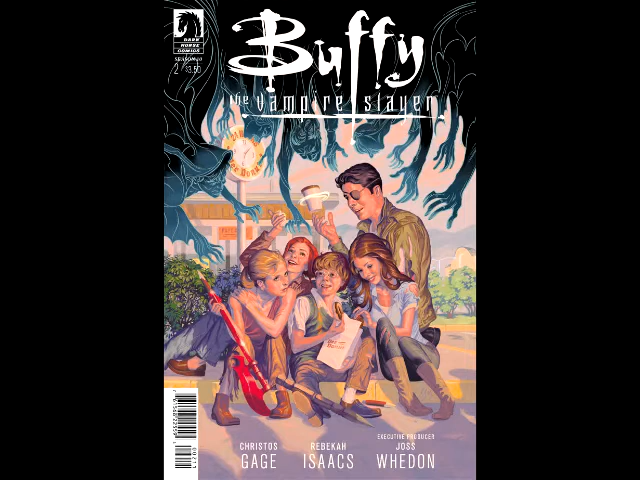 Buffy
the vampire slayer
DARK
HORSE
COMICS
SEASON 10
2 / $3.50
CHRISTOS
GAGE
REBEKAH
ISAACS
EXECUTIVE PRODUCER
JOSS
WHEDON